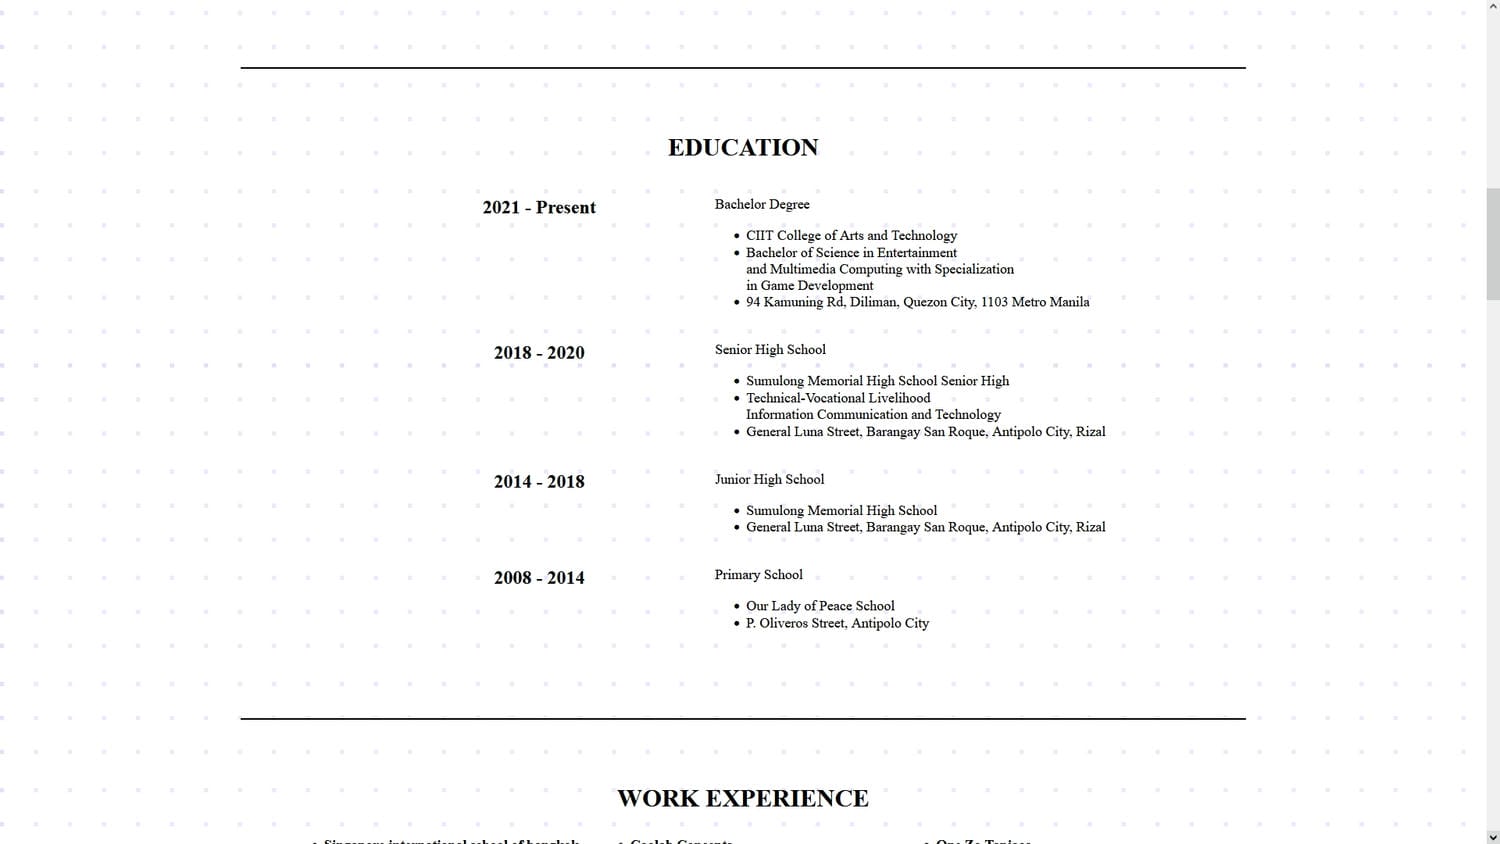 EDUCATION
2021 - Present
Bachelor Degree
CIIT College of Arts and Technology
Bachelor of Science in Entertainment
and Multimedia Computing with Specialization
in Game Development
94 Kamuning Rd, Diliman, Quezon City, 1103 Metro Manila
2018 - 2020
Senior High School
Sumulong Memorial High School Senior High
Technical-Vocational Livelihood
Information Communication and Technology
General Luna Street, Barangay San Roque, Antipolo City, Rizal
2014 - 2018
Junior High School
Sumulong Memorial High School
General Luna Street, Barangay San Roque, Antipolo City, Rizal
2008 - 2014
Primary School
Our Lady of Peace School
P. Oliveros Street, Antipolo City
WORK EXPERIENCE